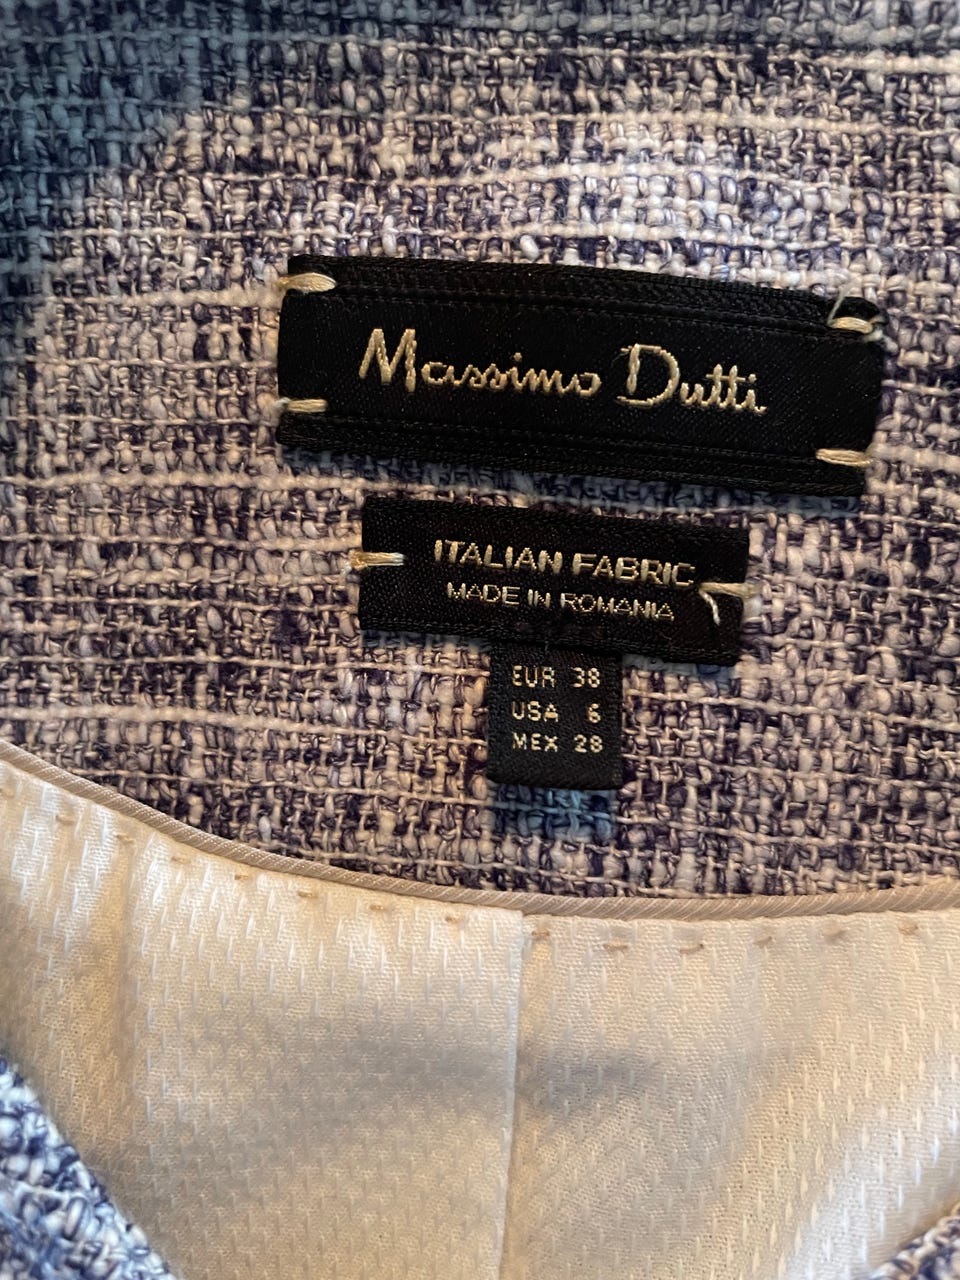 Massimo Dutti
ITALIAN FABRIC
MADE IN ROMANIA
EUR 38
USA 6
MEX 28